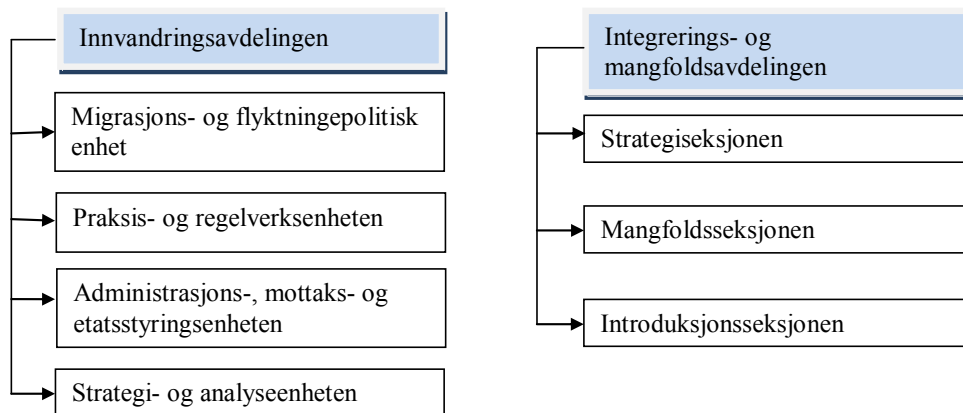 Innvandringsavdelingen
Migrasjons- og flyktningepolitisk
enhet
Praksis- og regelverksenheten
Administrasjons-, mottaks- og
etatsstyringsenheten
Strategi- og analyseenheten
Integrerings- og
mangfoldsavdelingen
Strategiseksjonen
Mangfoldsseksjonen
Introduksjonsseksjonen